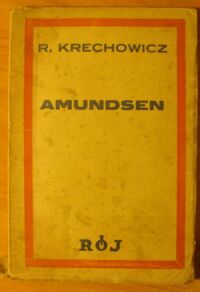 R. KRECHOWICZ
AMUNDSEN
RÓJ